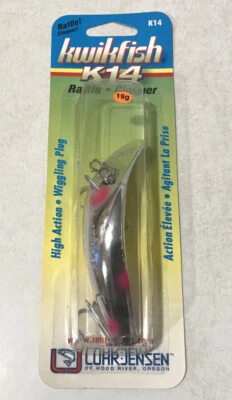 Rattle!
K14
kwikfish
K14
19g
High Action • Wiggling Plug
Action Élevée • Agitant La Prise
LUHR-JENSEN
OF HOOD RIVER, OREGON